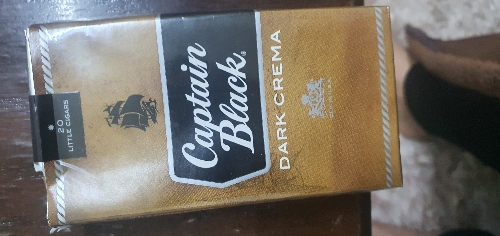 20
LITTLE CIGARS
Captain
Black®
DARK CREMA